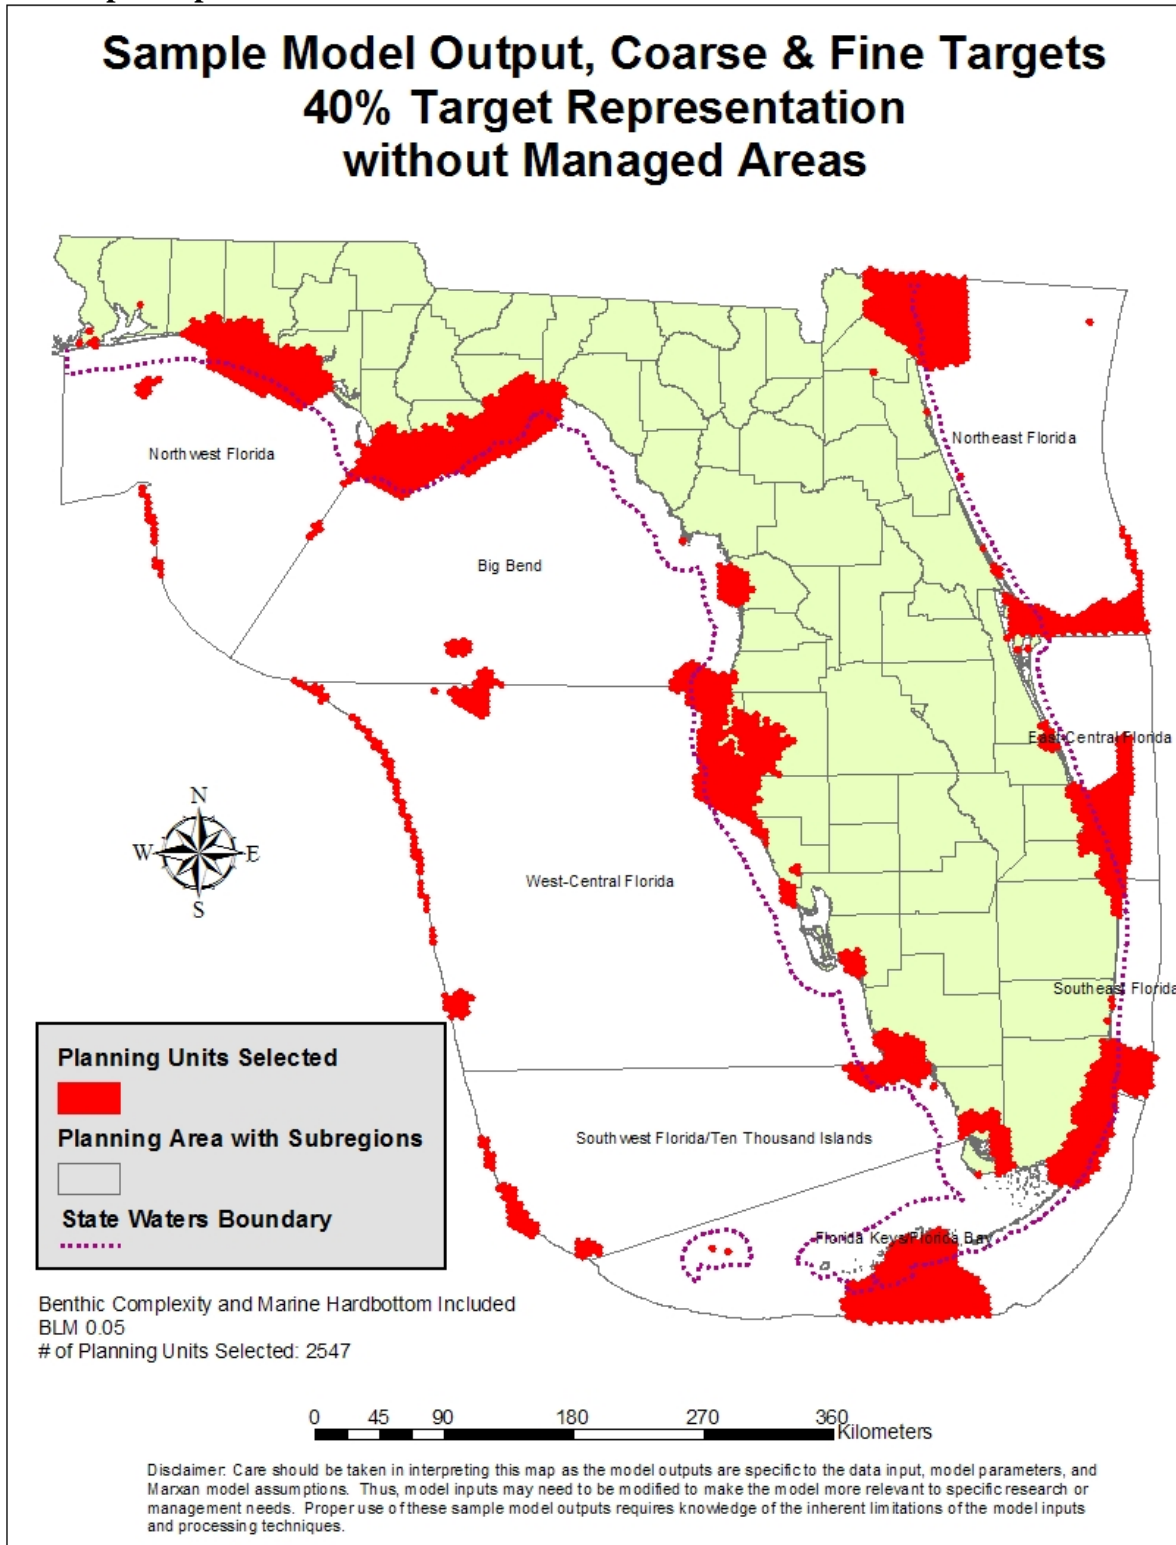 Sample Model Output, Coarse & Fine Targets
40% Target Representation
without Managed Areas
Northwest Florida
Northeast Florida
Big Bend
East-Central Florida
N
W
E
S
West-Central Florida
Southeast Florida
Planning Units Selected
Planning Area with Subregions
State Waters Boundary
Southwest Florida/Ten Thousand Islands
Florida Keys/Florida Bay
Benthic Complexity and Marine Hardbottom Included
BLM 0.05
# of Planning Units Selected: 2547
0 45 90 180 270 360
Kilometers
Disclaimer: Care should be taken in interpreting this map as the model outputs are specific to the data input, model parameters, and
Marxan model assumptions. Thus, model inputs may need to be modified to make the model more relevant to specific research or
management needs. Proper use of these sample model outputs requires knowledge of the inherent limitations of the model inputs
and processing techniques.